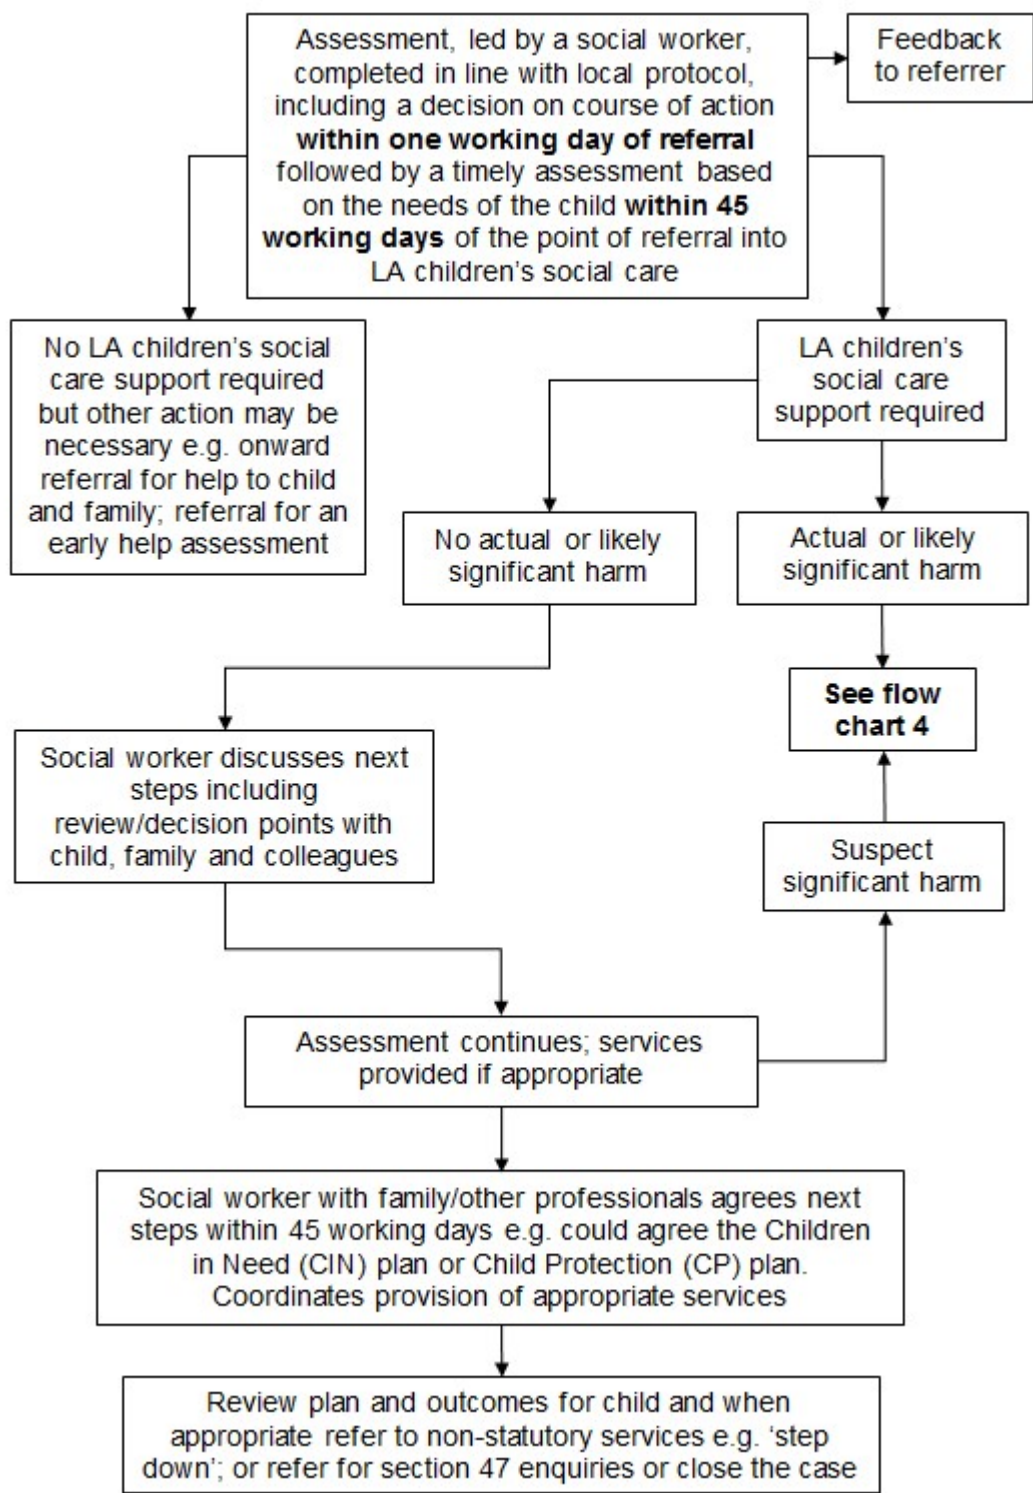 Assessment, led by a social worker,
completed in line with local protocol,
including a decision on course of action
within one working day of referral
followed by a timely assessment based
on the needs of the child within 45
working days of the point of referral into
LA children's social care
Feedback
to referrer
No LA children's social
care support required
but other action may be
necessary e.g. onward
referral for help to child
and family; referral for an
early help assessment
LA children's
social care
support required
No actual or likely
significant harm
Actual or likely
significant harm
See flow
chart 4
Social worker discusses next
steps including
review/decision points with
child, family and colleagues
Suspect
significant harm
Assessment continues; services
provided if appropriate
Social worker with family/other professionals agrees next
steps within 45 working days e.g. could agree the Children
in Need (CIN) plan or Child Protection (CP) plan.
Coordinates provision of appropriate services
Review plan and outcomes for child and when
appropriate refer to non-statutory services e.g. ‘step
down’; or refer for section 47 enquiries or close the case